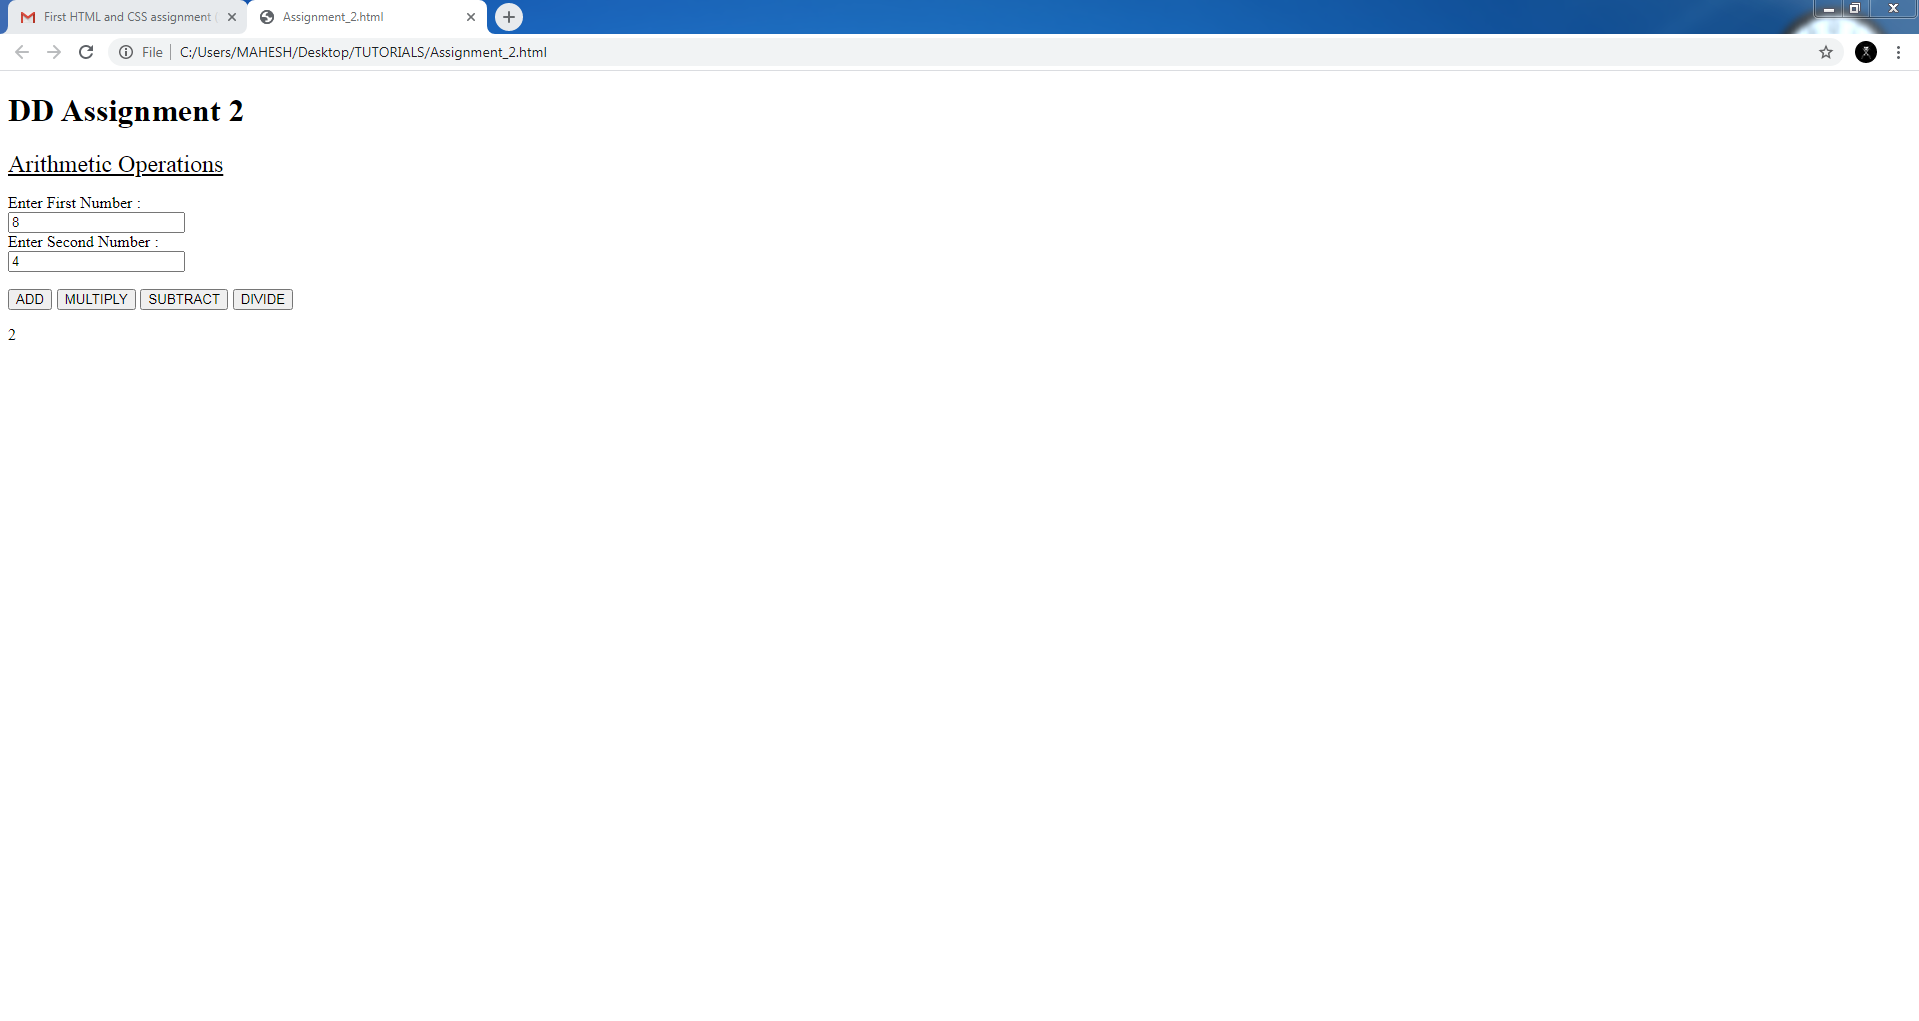 First HTML and CSS assignment
Assignment_2.html
File
C:/Users/MAHESH/Desktop/TUTORIALS/Assignment_2.html
DD Assignment 2
Arithmetic Operations
Enter First Number :
8
Enter Second Number :
4
ADD MULTIPLY SUBTRACT DIVIDE
2